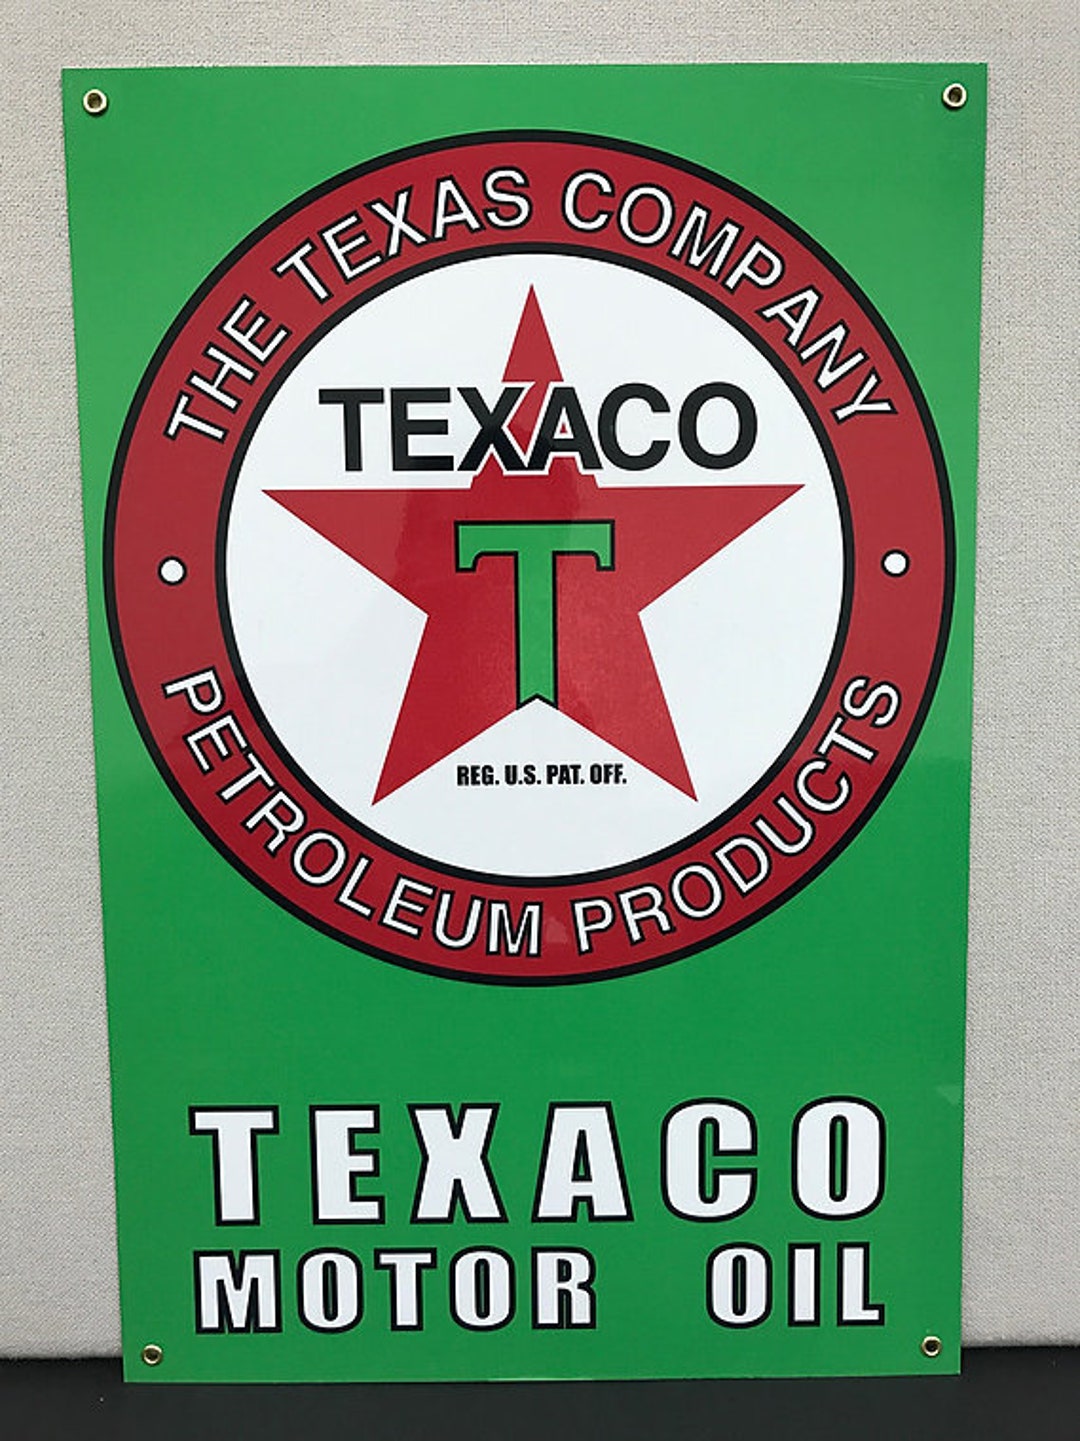 THE TEXAS COMPANY
TEXACO
T
REG. U.S. PAT. OFF.
PETROLEUM PRODUCTS
TEXACO
MOTOR OIL